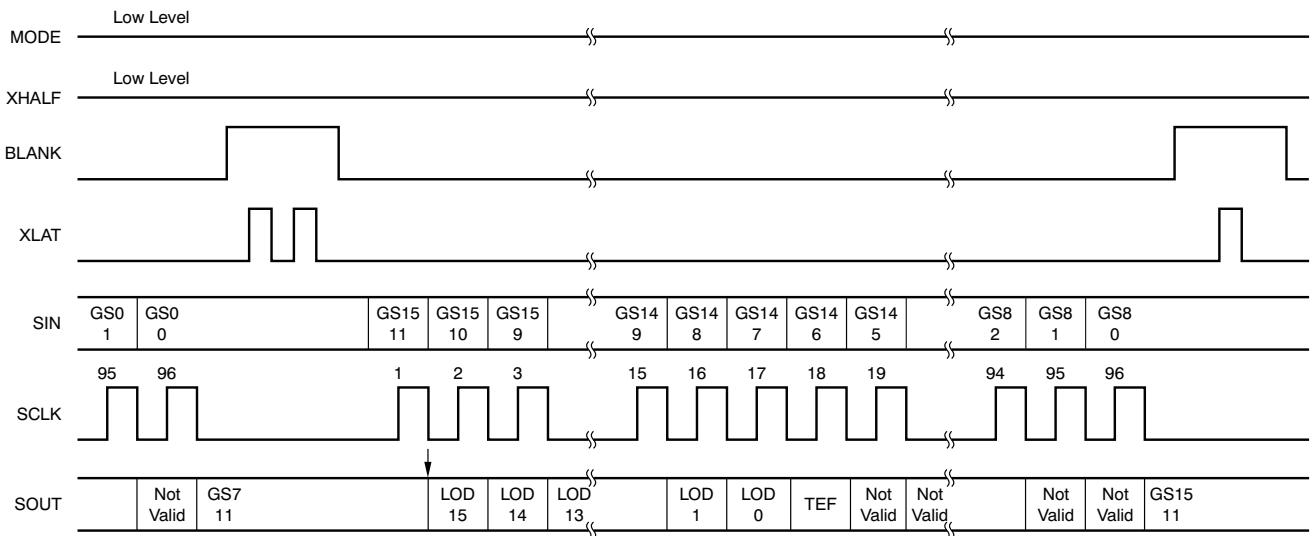 Low Level
MODE
Low Level
XHALF
BLANK
XLAT
SIN
GS0 GS0 GS15 GS15 GS15 GS14 GS14 GS14 GS14 GS14 GS8 GS8 GS8
1 0 11 10 9 9 8 7 6 5 2 1 0
95 96 1 2 3 15 16 17 18 19 94 95 96
SCLK
SOUT
Not GS7 LOD LOD LOD LOD LOD TEF Not Not Not Not GS15
Valid 11 15 14 13 1 0 Valid Valid Valid Valid 11